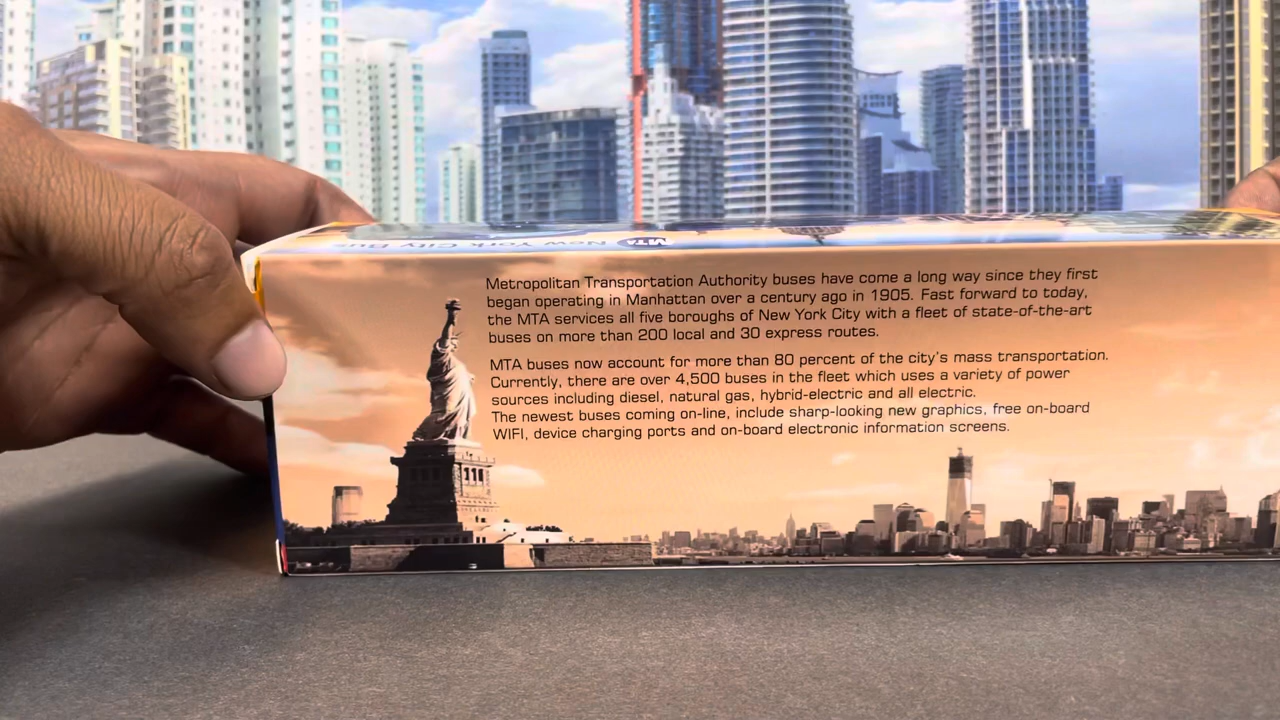 New York City Bus MTA
Metropolitan Transportation Authority buses have come a long way since they first
began operating in Manhattan over a century ago in 1905. Fast forward to today,
the MTA services all five boroughs of New York City with a fleet of state-of-the-art
buses on more than 200 local and 30 express routes.
MTA buses now account for more than 80 percent of the city's mass transportation.
Currently, there are over 4,500 buses in the fleet which uses a variety of power
sources including diesel, natural gas, hybrid-electric and all electric.
The newest buses coming on-line, include sharp-looking new graphics, free on-board
WIFI, device charging ports and on-board electronic information screens.